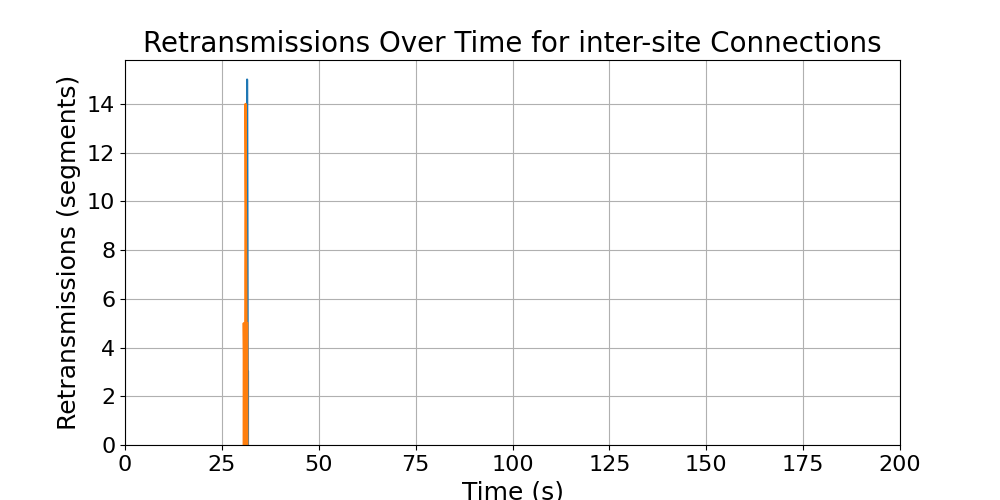 Retransmissions Over Time for inter-site Connections
Retransmissions (segments)
14
12
10
8
6
4
2
0
0 25 50 75 100 125 150 175 200
Time (s)